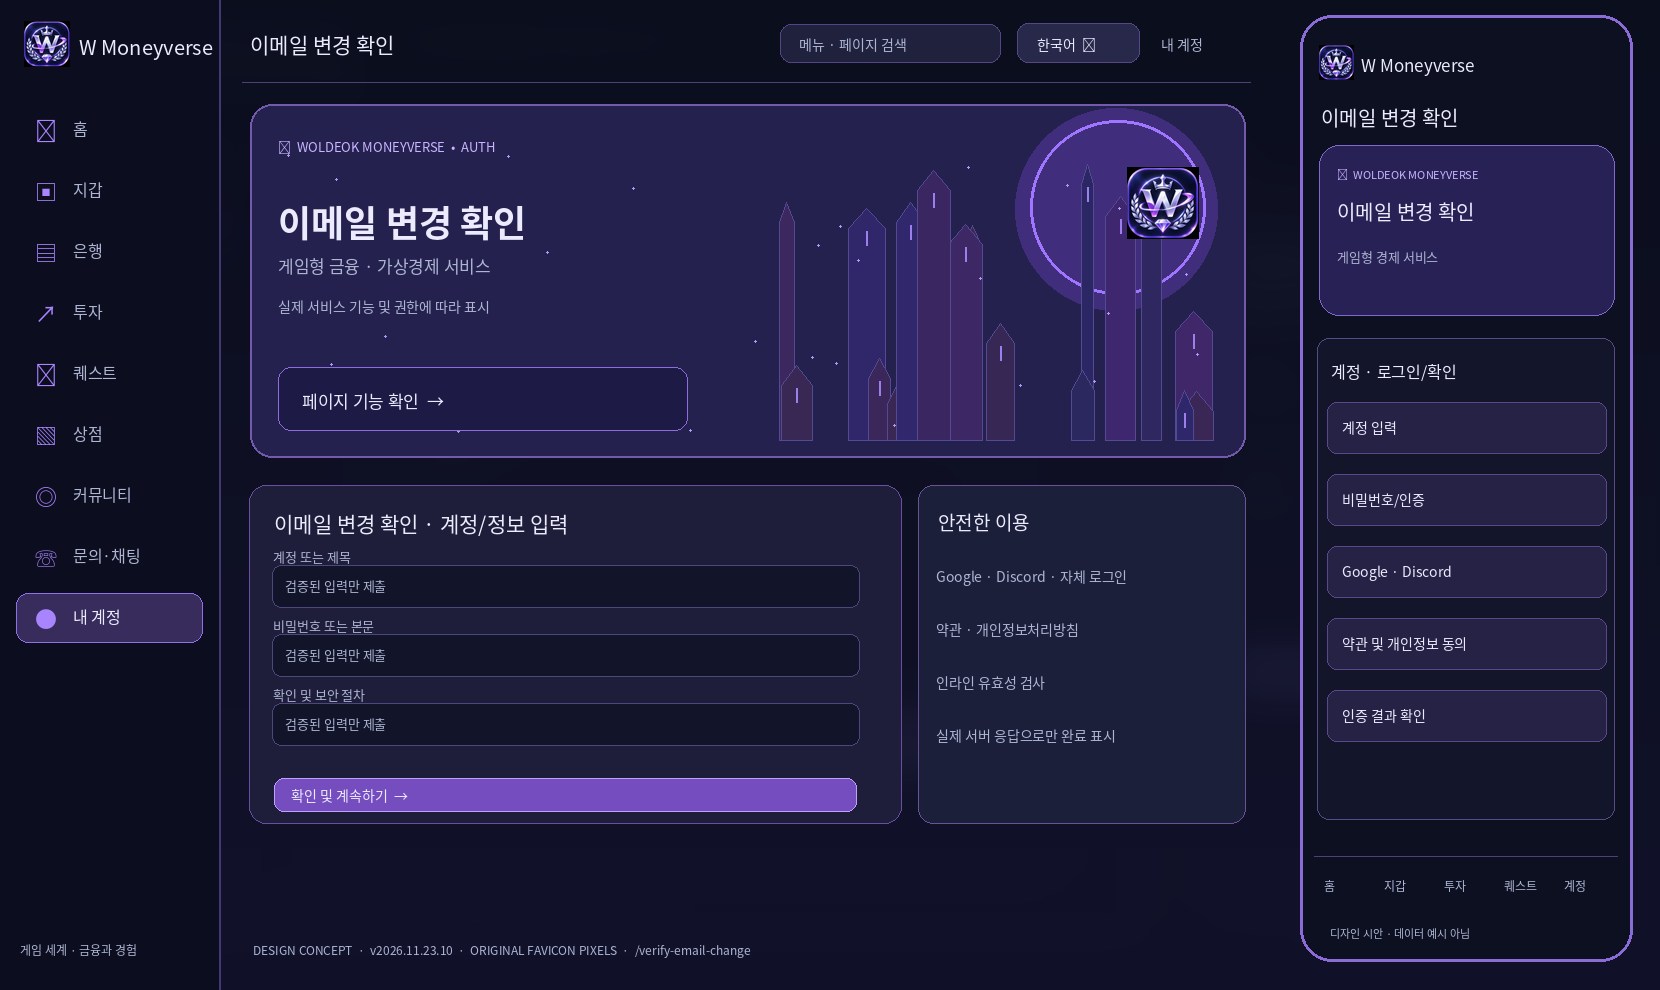 W Moneyverse
홈
지갑
은행
투자
퀘스트
상점
커뮤니티
문의·채팅
내 계정
게임 세계 · 금융과 경험
이메일 변경 확인
메뉴 · 페이지 검색
한국어
내 계정
WOLDEOK MONEYVERSE • AUTH
이메일 변경 확인
게임형 금융 · 가상경제 서비스
실제 서비스 기능 및 권한에 따라 표시
페이지 기능 확인 →
W
이메일 변경 확인 · 계정/정보 입력
계정 또는 제목
검증된 입력만 제출
비밀번호 또는 본문
검증된 입력만 제출
확인 및 보안 절차
검증된 입력만 제출
확인 및 계속하기 →
안전한 이용
Google · Discord · 자체 로그인
약관 · 개인정보처리방침
인라인 유효성 검사
실제 서버 응답으로만 완료 표시
DESIGN CONCEPT · v2026.11.23.10 · ORIGINAL FAVICON PIXELS · /verify-email-change
W Moneyverse
이메일 변경 확인
WOLDEOK MONEYVERSE
이메일 변경 확인
게임형 경제 서비스
계정 · 로그인/확인
계정 입력
비밀번호/인증
Google · Discord
약관 및 개인정보 동의
인증 결과 확인
홈 지갑 투자 퀘스트 계정
디자인 시안 · 데이터 예시 아님